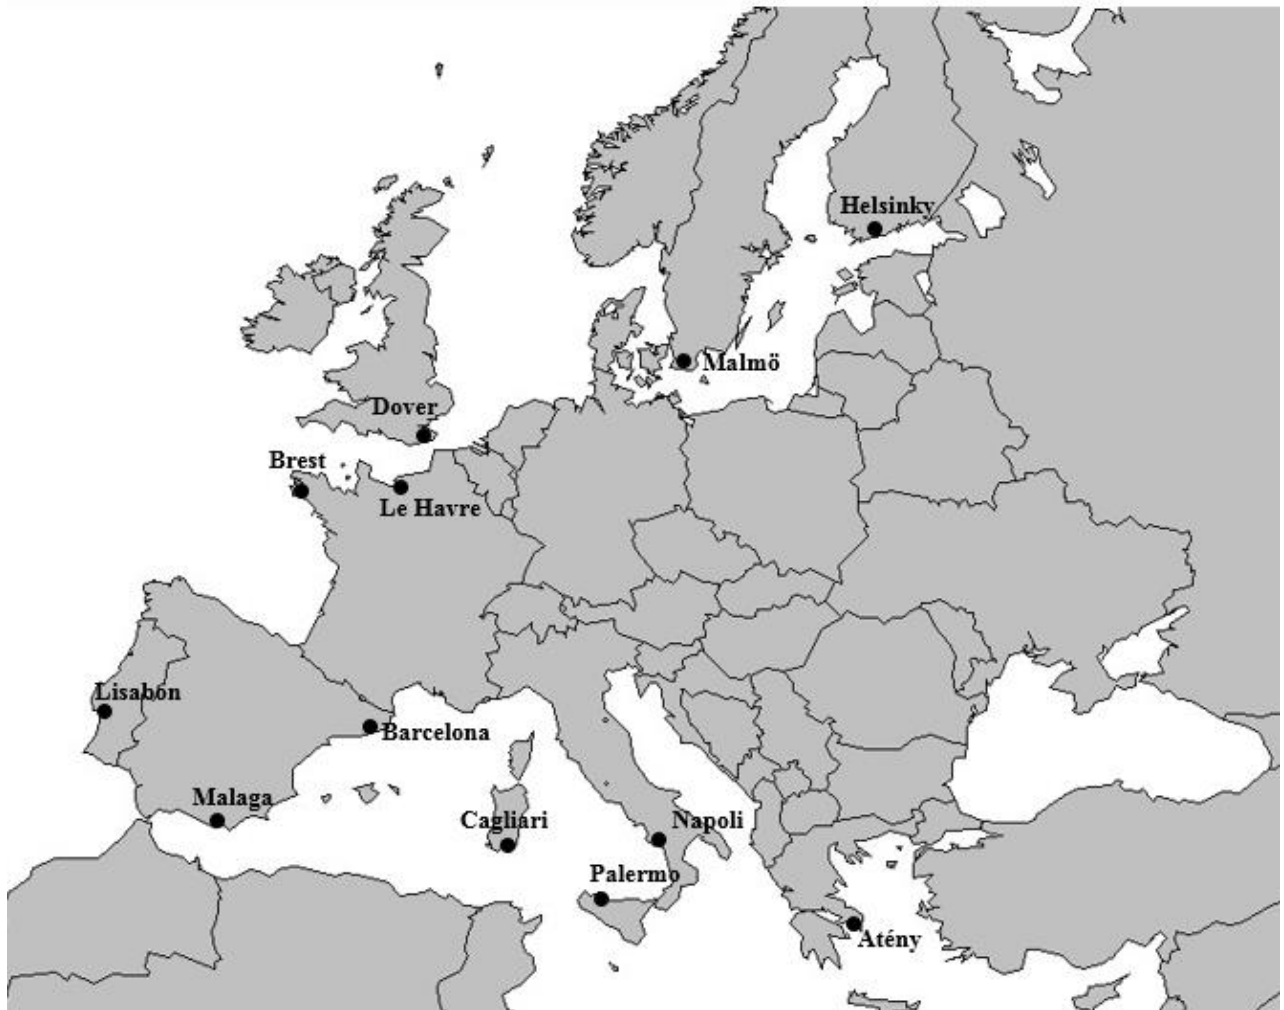 Helsinky
Malmö
Dover
Brest
Le Havre
Lisabon
Barcelona
Malaga
Cagliari
Napoli
Palermo
Atény